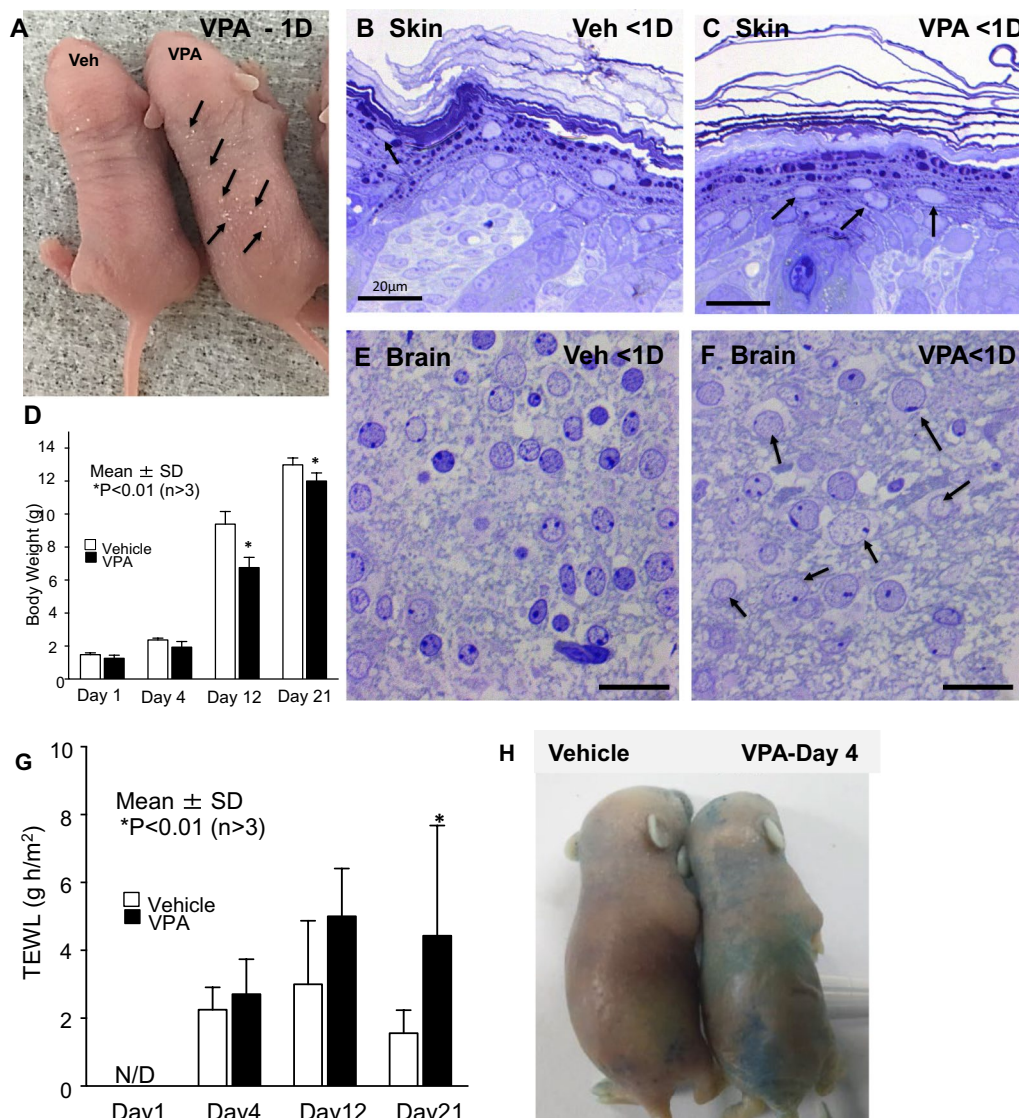 A
VPA - 1D
Veh
VPA
B Skin
Veh <1D
20μm
C Skin
VPA <1D
D
Mean ± SD
*P<0.01 (n>3)
Vehicle
VPA
Body Weight (g)
14
12
10
8
6
4
2
0
*
*
Day 1
Day 4
Day 12
Day 21
E Brain
Veh <1D
F Brain
VPA<1D
G
Mean ± SD
*P<0.01 (n>3)
Vehicle
VPA
TEWL (g h/m²)
10
8
6
4
2
0
*
N/D
Day1
Day4
Day12
Day21
H
Vehicle
VPA-Day 4